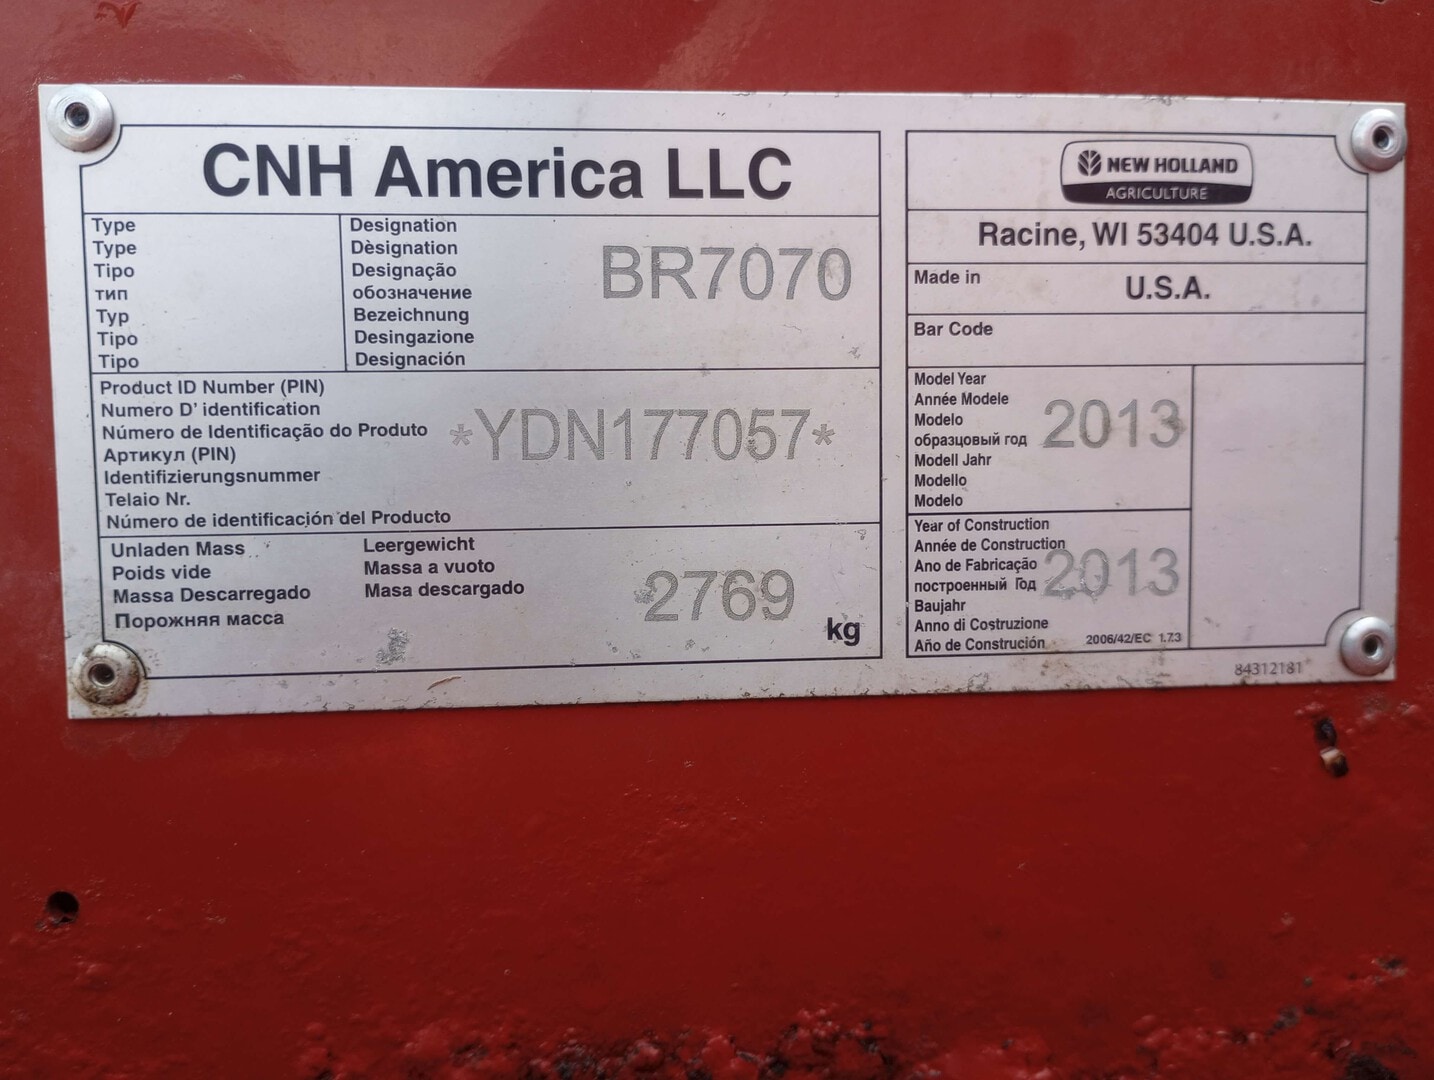 CNH America LLC
Type
Type
Tipo
тип
Typ
Tipo
Tipo
Designation
Dèsignation
Designação
обозначение
Bezeichnung
Desingazione
Designación
BR7070
Product ID Number (PIN)
Numero D' identification
Número de Identificação do Produto
Артикул (PIN)
Identifizierungsnummer
Telaio Nr.
Número de identificación del Producto
*YDN177057*
Unladen Mass
Poids vide
Massa Descarregado
Порожняя масса
Leergewicht
Massa a vuoto
Masa descargado
2769
kg
NEW HOLLAND
AGRICULTURE
Racine, WI 53404 U.S.A.
Made in
U.S.A.
Bar Code
Model Year
Année Modele
Modelo
образцовый год
Modell Jahr
Modello
Modelo
2013
Year of Construction
Année de Construction
Ano de Fabricação
построенный Год
Baujahr
Anno di Costruzione
Año de Construción
2013
2006/42/EC 1.7.3
84312181